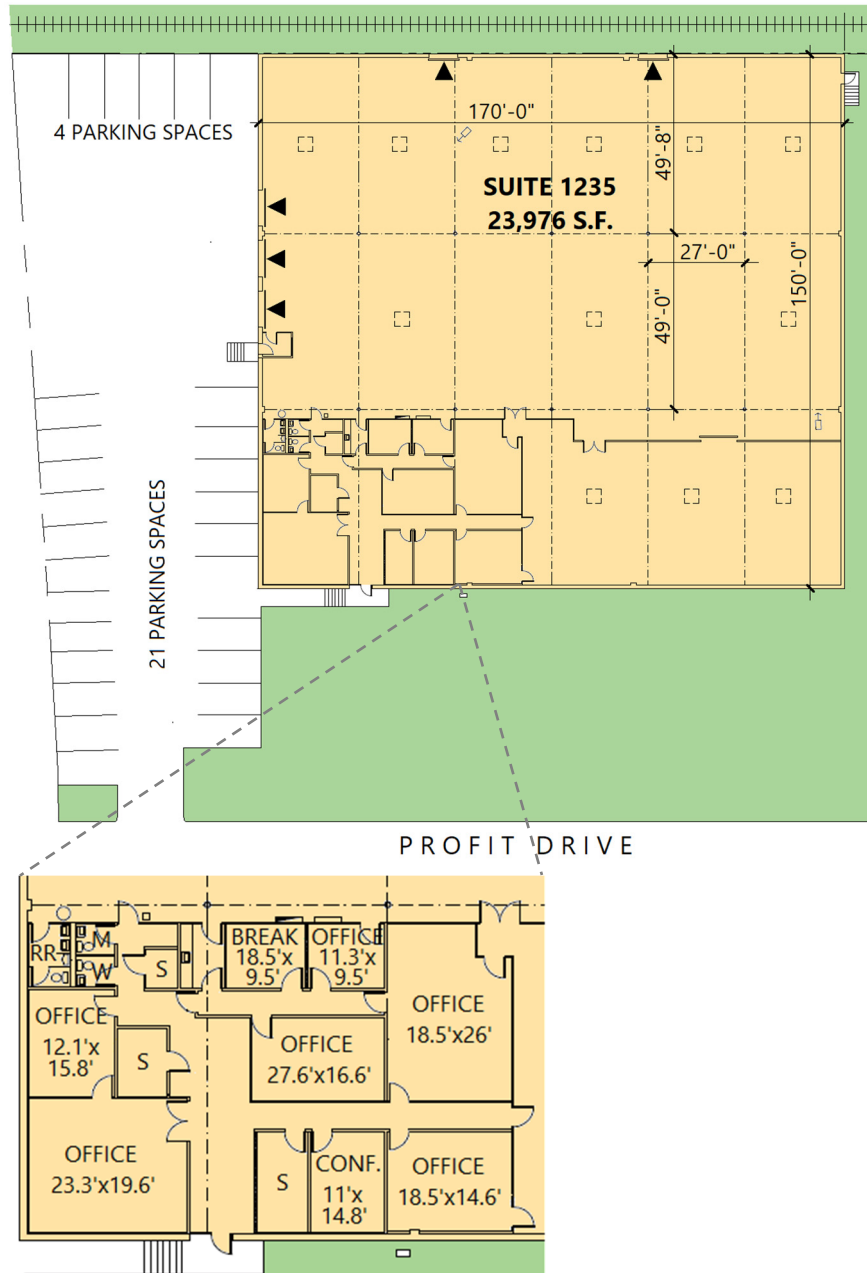 4 PARKING SPACES
170'-0"
49'-8"
SUITE 1235
23,976 S.F.
27'-0"
150'-0"
49'-0"
21 PARKING SPACES
PROFIT DRIVE
RR
M
W
S
BREAK
18.5'x
9.5'
OFFICE
11.3'x
9.5'
OFFICE
12.1'x
15.8'
S
OFFICE
27.6'x16.6'
OFFICE
18.5'x26'
OFFICE
23.3'x19.6'
S
CONF.
11'x
14.8'
OFFICE
18.5'x14.6'